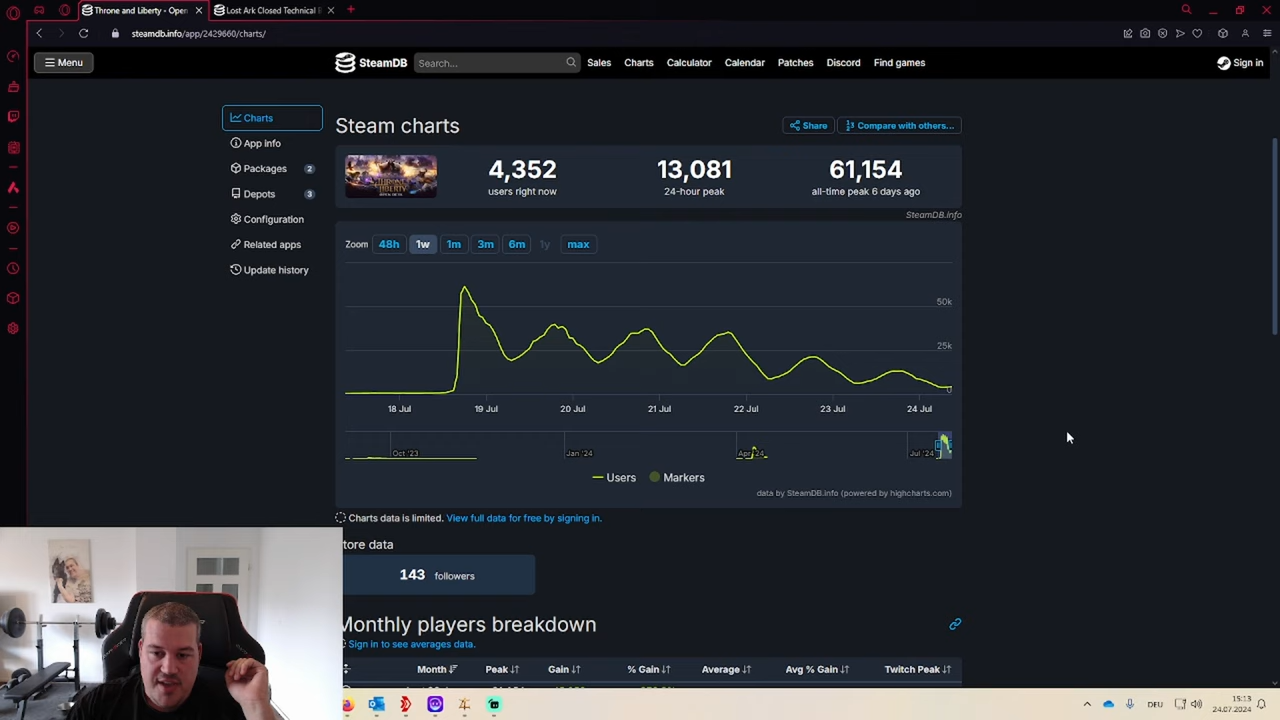 Throne and Liberty - Open
Lost Ark Closed Technical
steamdb.info/app/2429660/charts/
Menu
SteamDB
Search...
Sales
Charts
Calculator
Calendar
Patches
Discord
Find games
Sign in
Charts
App info
Packages 2
Depots 3
Configuration
Related apps
Update history
Steam charts
Share
Compare with others...
THRONE AND LIBERTY
4,352
users right now
13,081
24-hour peak
61,154
all-time peak 6 days ago
SteamDB.info
Zoom 48h 1w 1m 3m 6m 1y max
50k
25k
0
18 Jul 19 Jul 20 Jul 21 Jul 22 Jul 23 Jul 24 Jul
Oct '23 Jan '24 Apr '24 Jul '24
Users Markers
data by SteamDB.info (powered by highcharts.com)
Charts data is limited. View full data for free by signing in.
tore data
143 followers
Monthly players breakdown
Sign in to see averages data.
Month Peak Gain % Gain Average Avg % Gain Twitch Peak
DEU
15:13
24.07.2024